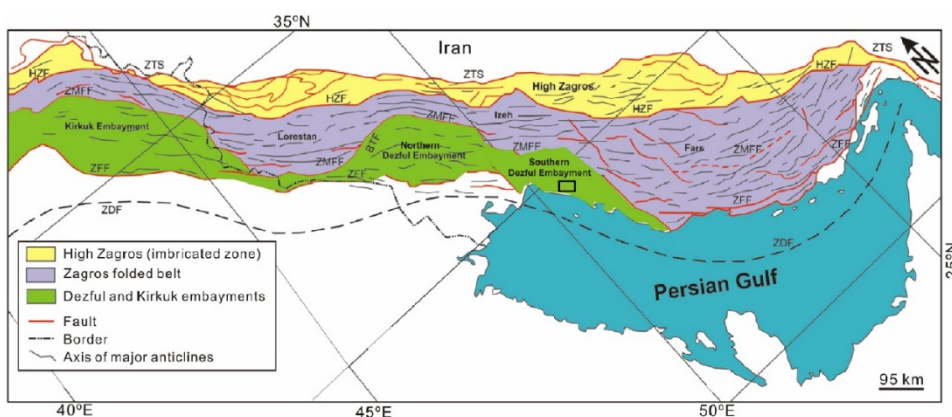 35°N
Iran
ZTS
N
HZF
ZTS
ZMFF
HZF
ZTS
High Zagros
HZF
HZF
Kirkuk Embayment
Lorestan
ZMFF
Izeh
ZMFF
BTF
Northern
Dezful Embayment
Fars
ZMFF
ZFF
ZMFF
ZFF
Southern
Dezful Embayment
ZFF
ZFF
ZDF
ZDF
25°N
High Zagros (imbricated zone)
Zagros folded belt
Dezful and Kirkuk embayments
Fault
Border
Axis of major anticlines
Persian Gulf
95 km
40°E
45°E
50°E